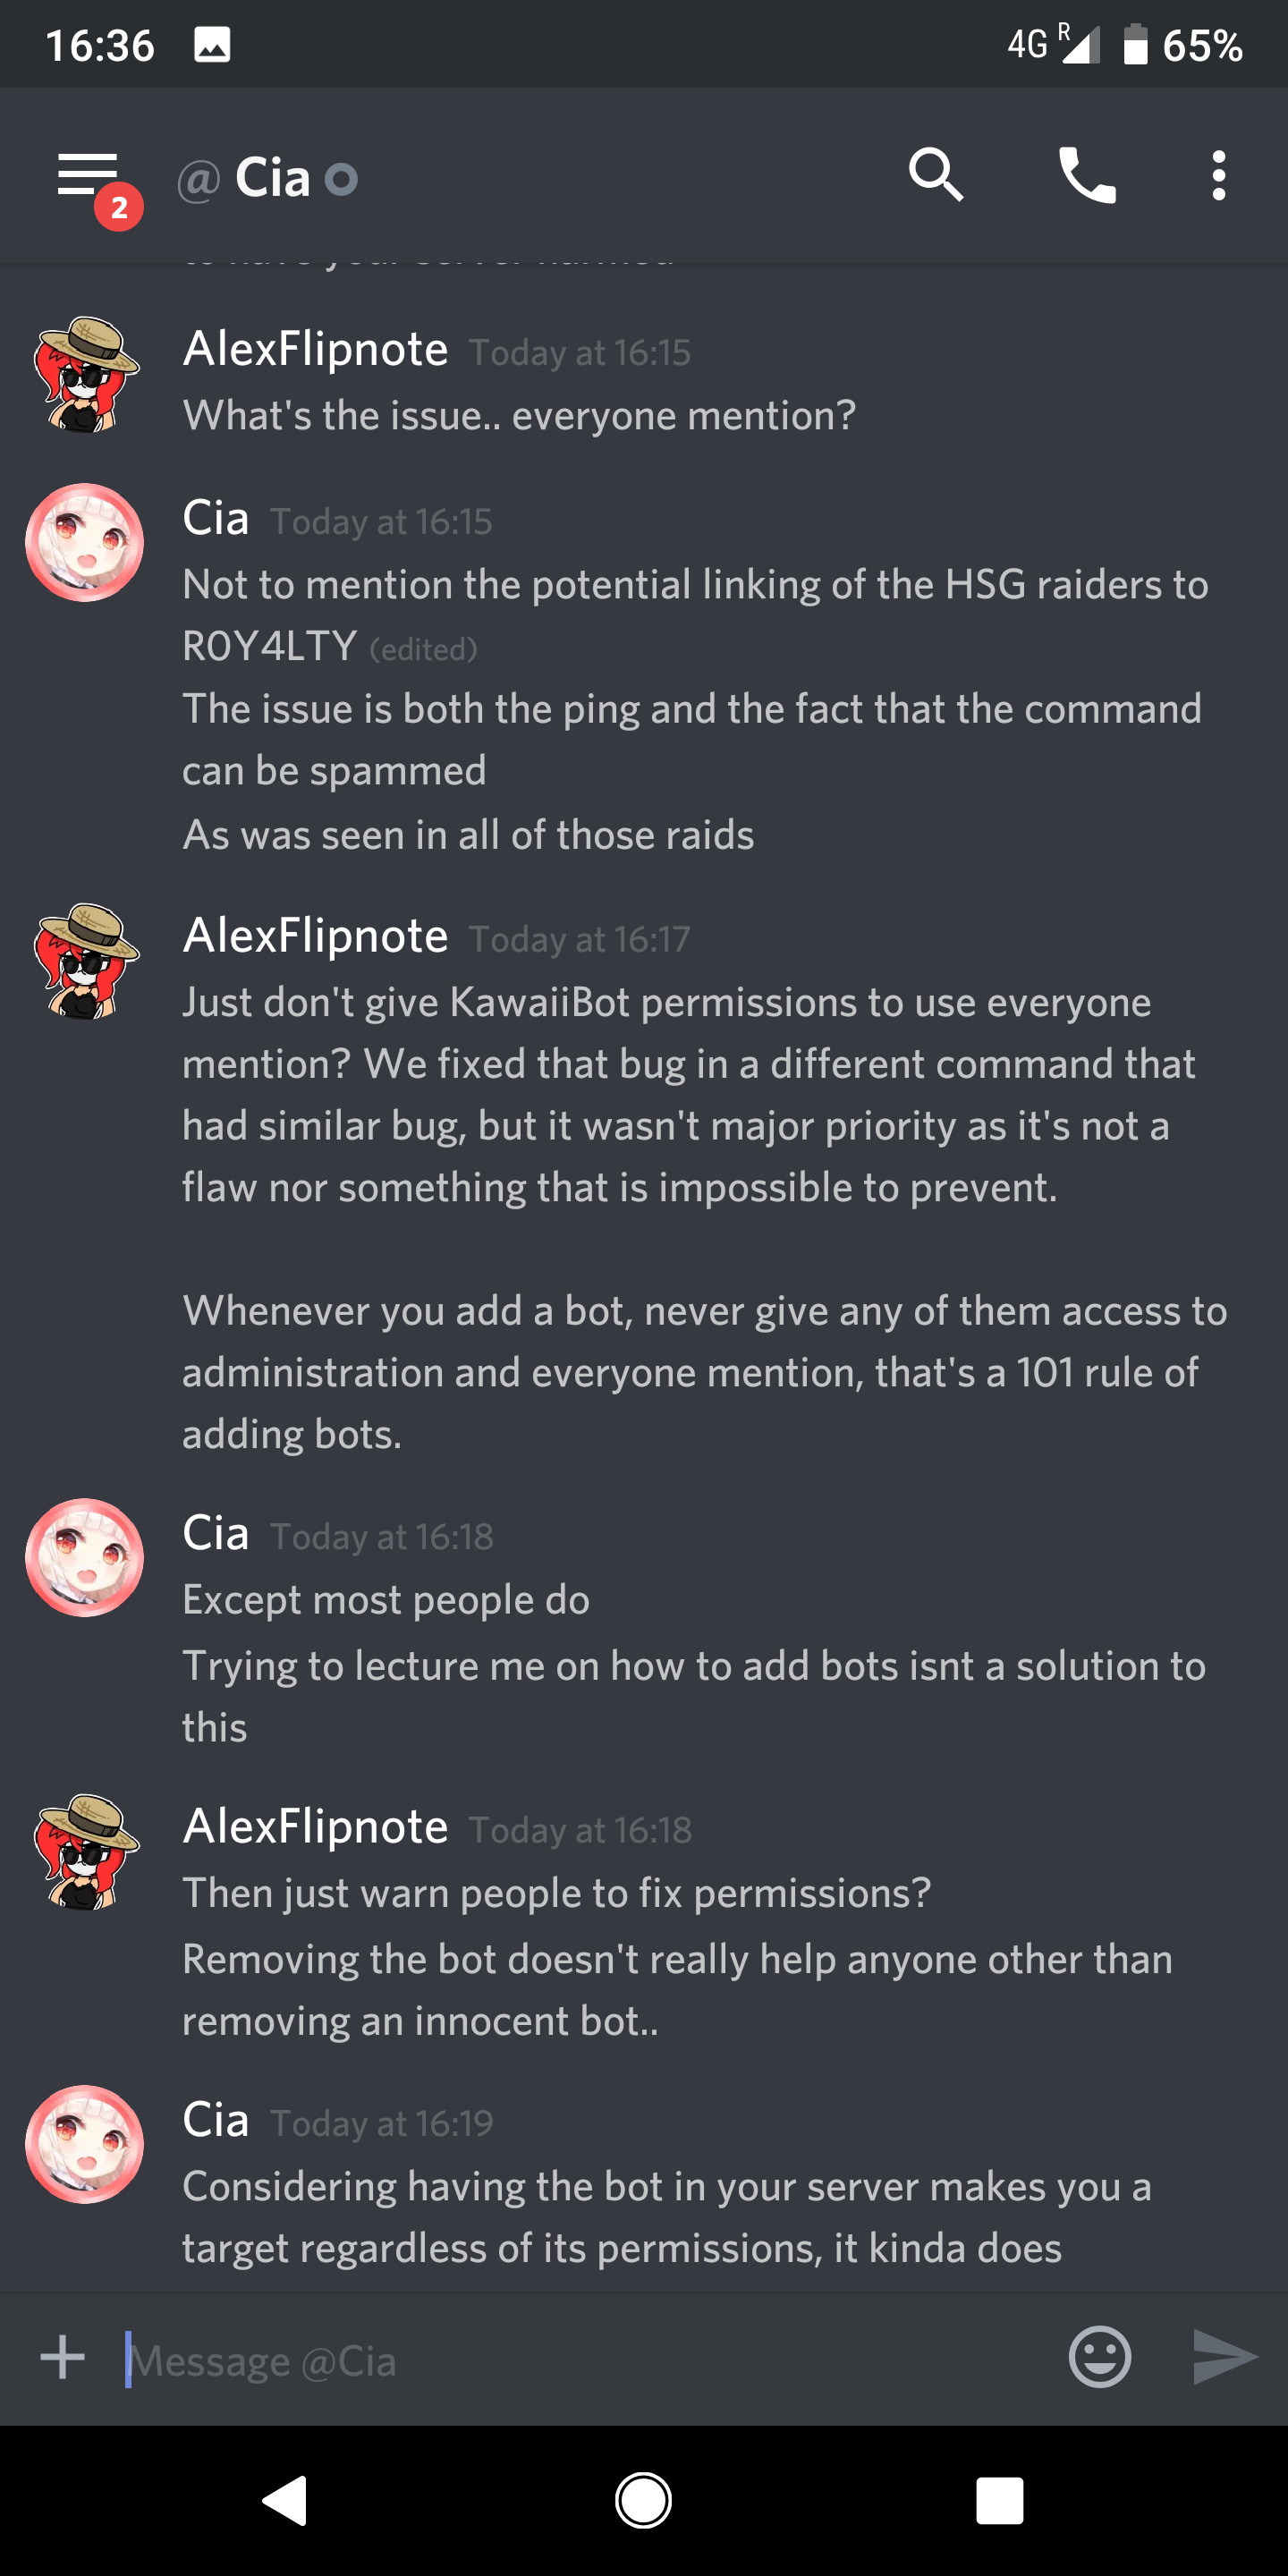 16:36 4G R 65%
2 @ Cia
to have your server harmed
AlexFlipnote Today at 16:15
What's the issue.. everyone mention?
Cia Today at 16:15
Not to mention the potential linking of the HSG raiders to
R0Y4LTY (edited)
The issue is both the ping and the fact that the command
can be spammed
As was seen in all of those raids
AlexFlipnote Today at 16:17
Just don't give KawaiiBot permissions to use everyone
mention? We fixed that bug in a different command that
had similar bug, but it wasn't major priority as it's not a
flaw nor something that is impossible to prevent.
Whenever you add a bot, never give any of them access to
administration and everyone mention, that's a 101 rule of
adding bots.
Cia Today at 16:18
Except most people do
Trying to lecture me on how to add bots isnt a solution to
this
AlexFlipnote Today at 16:18
Then just warn people to fix permissions?
Removing the bot doesn't really help anyone other than
removing an innocent bot..
Cia Today at 16:19
Considering having the bot in your server makes you a
target regardless of its permissions, it kinda does
Message @Cia